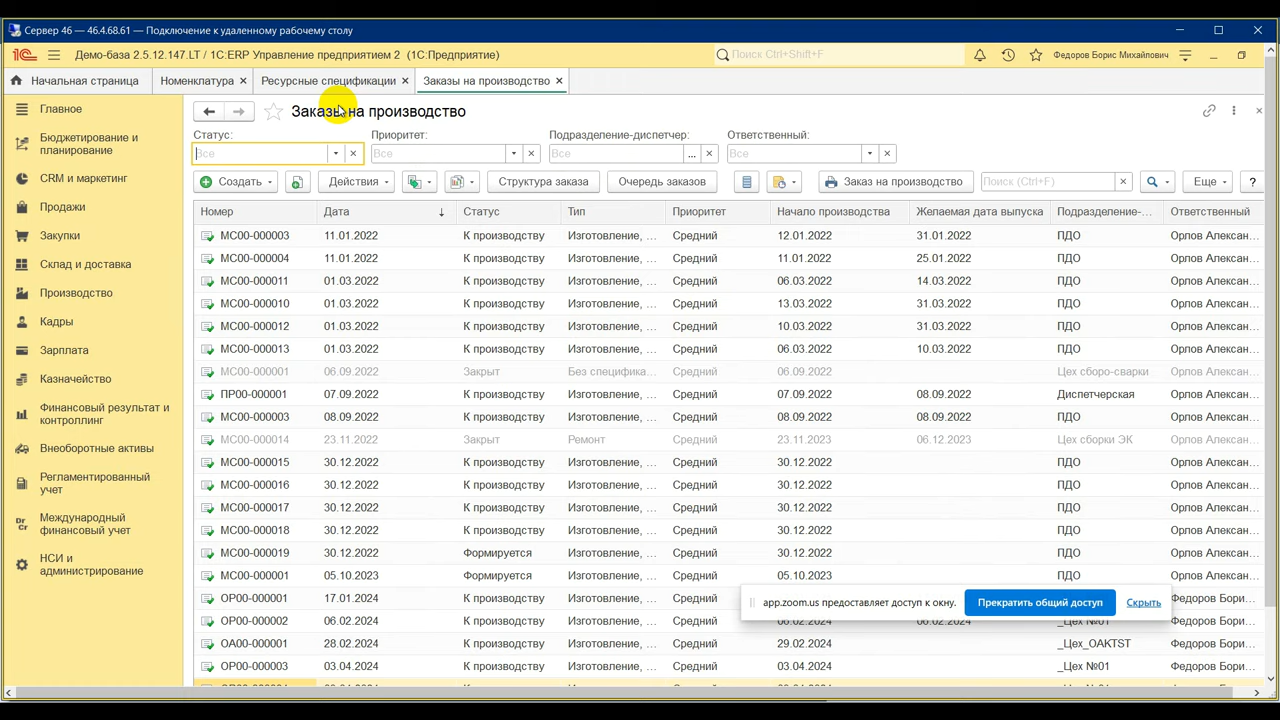 Сервер 46 — 46.4.68.61 — Подключение к удаленному рабочему столу
1С Демо-база 2.5.12.147.LT / 1С:ERP Управление предприятием 2 (1С:Предприятие) Поиск Ctrl+Shift+F Федоров Борис Михайлович
Начальная страница Номенклатура × Ресурсные спецификации × Заказы на производство ×
Главное
Бюджетирование и планирование
CRM и маркетинг
Продажи
Закупки
Склад и доставка
Производство
Кадры
Зарплата
Казначейство
Финансовый результат и контроллинг
Внеоборотные активы
Регламентированный учет
Международный финансовый учет
НСИ и администрирование
Заказы на производство
Статус: Приоритет: Подразделение-диспетчер: Ответственный:
Все Все Все ... Все
Создать Действия Структура заказа Очередь заказов Заказ на производство Поиск (Ctrl+F) Еще ?
Номер Дата ↓ Статус Тип Приоритет Начало производства Желаемая дата выпуска Подразделение-... Ответственный
МС00-000003 11.01.2022 К производству Изготовление, ... Средний 12.01.2022 31.01.2022 ПДО Орлов Алексан...
МС00-000004 11.01.2022 К производству Изготовление, ... Средний 11.01.2022 25.01.2022 ПДО Орлов Алексан...
МС00-000011 01.03.2022 К производству Изготовление, ... Средний 06.03.2022 14.03.2022 ПДО Орлов Алексан...
МС00-000010 01.03.2022 К производству Изготовление, ... Средний 13.03.2022 31.03.2022 ПДО Орлов Алексан...
МС00-000012 01.03.2022 К производству Изготовление, ... Средний 10.03.2022 31.03.2022 ПДО Орлов Алексан...
МС00-000013 01.03.2022 К производству Изготовление, ... Средний 06.03.2022 10.03.2022 ПДО Орлов Алексан...
МС00-000001 06.09.2022 Закрыт Без специфика... Средний 06.09.2022 Цех сборо-сварки Орлов Алексан...
ПР00-000001 07.09.2022 К производству Изготовление, ... Средний 07.09.2022 08.09.2022 Диспетчерская Орлов Алексан...
МС00-000003 08.09.2022 К производству Изготовление, ... Средний 08.09.2022 08.09.2022 ПДО Орлов Алексан...
МС00-000014 23.11.2022 Закрыт Ремонт Средний 23.11.2023 06.12.2023 Цех сборки ЭК Орлов Алексан...
МС00-000015 30.12.2022 К производству Изготовление, ... Средний 30.12.2022 ПДО Орлов Алексан...
МС00-000016 30.12.2022 К производству Изготовление, ... Средний 30.12.2022 ПДО Орлов Алексан...
МС00-000017 30.12.2022 К производству Изготовление, ... Средний 30.12.2022 ПДО Орлов Алексан...
МС00-000018 30.12.2022 К производству Изготовление, ... Средний 30.12.2022 ПДО Орлов Алексан...
МС00-000019 30.12.2022 Формируется Изготовление, ... Средний 30.12.2022 ПДО Орлов Алексан...
МС00-000001 05.10.2023 Формируется Изготовление, ... Средний 05.10.2023 ПДО Орлов Алексан...
ОР00-000001 17.01.2024 К производству Изготовление, ... Средний Федоров Бори...
ОР00-000002 06.02.2024 К производству Изготовление, ... Средний 06.02.2024 06.02.2024 _Цех №01 Федоров Бори...
ОА00-000001 28.02.2024 К производству Изготовление, ... Средний 29.02.2024 _Цех_OAKTST Федоров Бори...
ОР00-000003 03.04.2024 К производству Изготовление, ... Средний 03.04.2024 _Цех №01 Федоров Бори...
app.zoom.us предоставляет доступ к окну. Прекратить общий доступ Скрыть